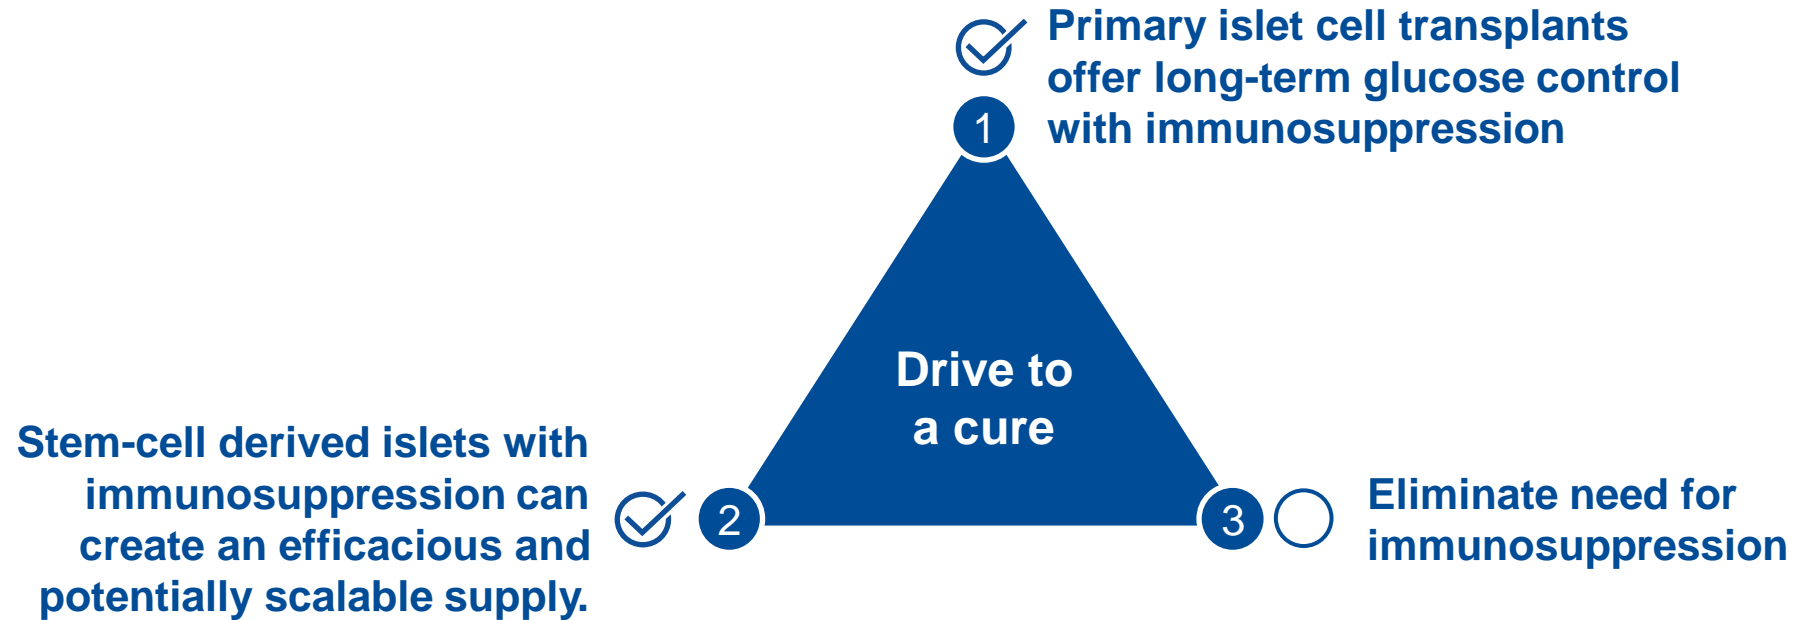 Primary islet cell transplants
offer long-term glucose control
with immunosuppression
1
Drive to
a cure
Stem-cell derived islets with
immunosuppression can
create an efficacious and
potentially scalable supply.
2
3
Eliminate need for
immunosuppression